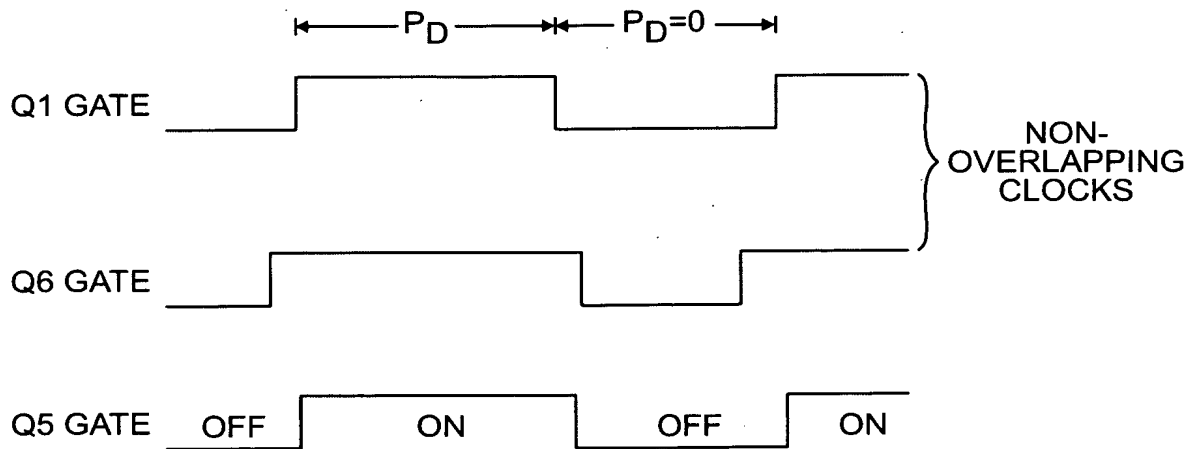 P_D
P_D=0
Q1 GATE
NON-
OVERLAPPING
CLOCKS
Q6 GATE
Q5 GATE
OFF
ON
OFF
ON